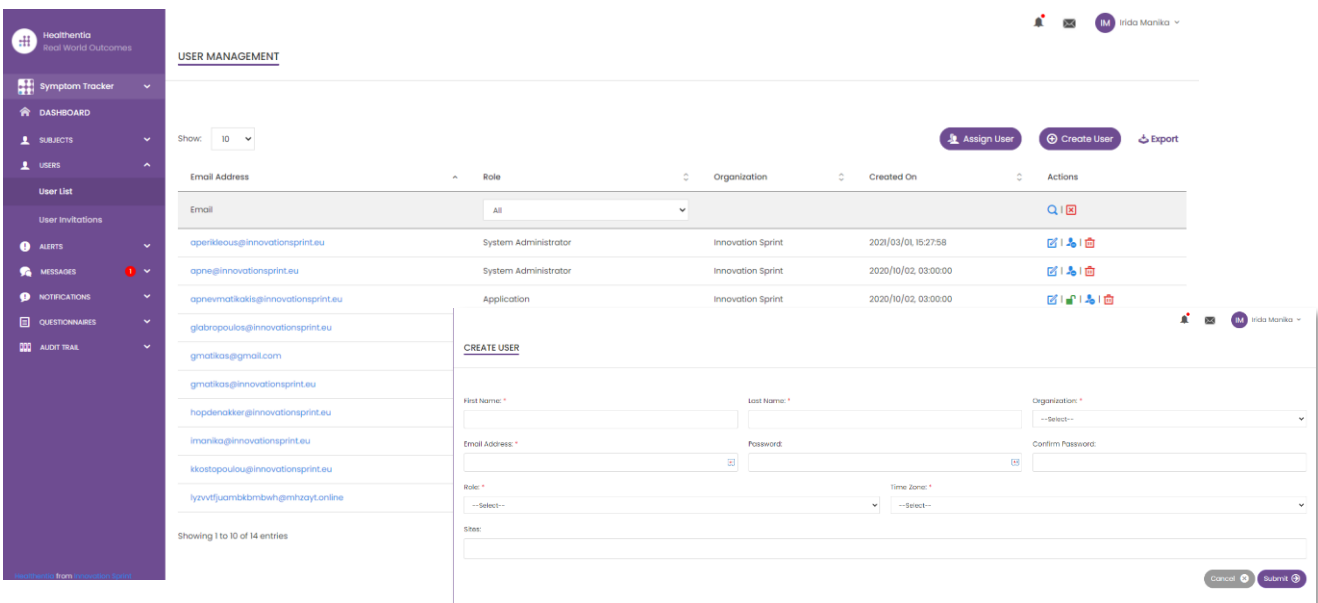 Healthentia
Real World Outcomes
Symptom Tracker
DASHBOARD
SUBJECTS
USERS
User List
User Invitations
ALERTS
MESSAGES 1
NOTIFICATIONS
QUESTIONNAIRES
AUDIT TRAIL
Healthentia from Innovation Sprint
IM Irida Manika
USER MANAGEMENT
Show: 10
Assign User Create User Export
Email Address Role Organization Created On Actions
Email All
aperikleous@innovationsprint.eu System Administrator Innovation Sprint 2021/03/01, 15:27:58
apne@innovationsprint.eu System Administrator Innovation Sprint 2020/10/02, 03:00:00
apnevmatikakis@innovationsprint.eu Application Innovation Sprint 2020/10/02, 03:00:00
glabropoulos@innovationsprint.eu
gmatikas@gmail.com
gmatikas@innovationsprint.eu
hopdenakker@innovationsprint.eu
imanika@innovationsprint.eu
kkostopoulou@innovationsprint.eu
lyzvvtfjuambkbmbwh@mhzayt.online
Showing 1 to 10 of 14 entries
IM Irida Manika
CREATE USER
First Name: * Last Name: * Organization: *
--Select--
Email Address: * Password: Confirm Password:
Role: * Time Zone: *
--Select-- --Select--
Sites:
Cancel Submit